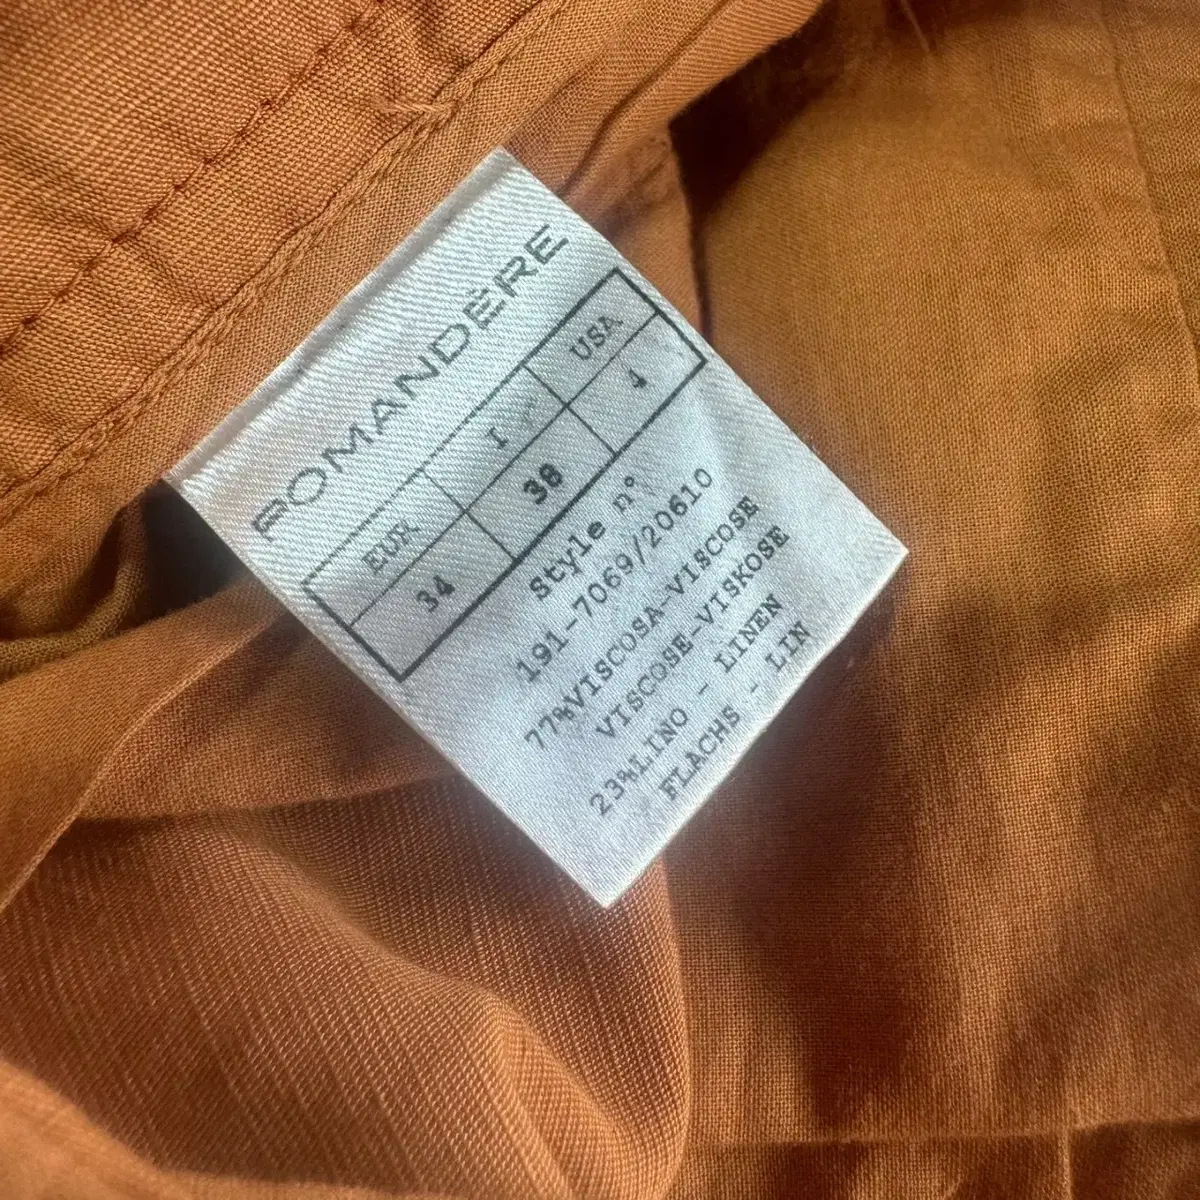 ROMANDÈRE
EUR I USA
34 38 4
Style n°
191-7069/20610
77%VISCOSA-VISCOSE
VISCOSE-VISKOSE
23%LINO - LINEN
FLACHS - LIN